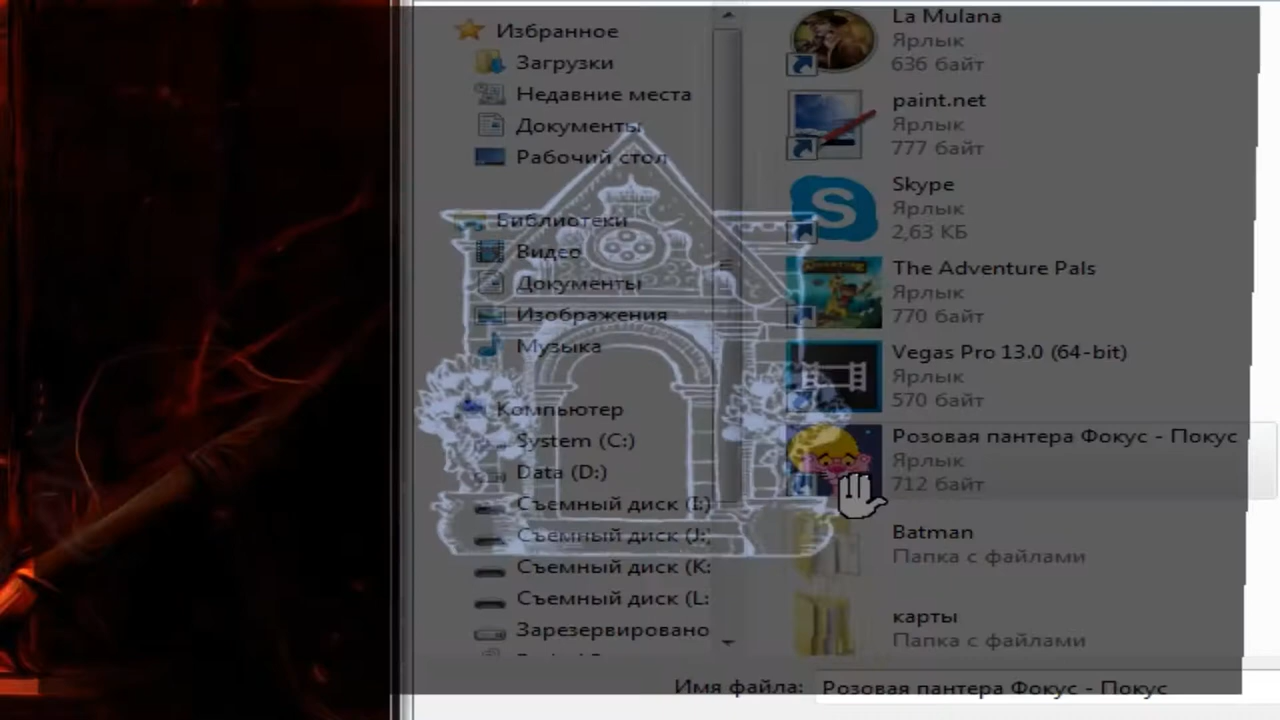 Избранное
Загрузки
Недавние места
Документы
Рабочий стол
Библиотеки
Видео
Документы
Изображения
Музыка
Компьютер
System (C:)
Data (D:)
Съемный диск (I:)
Съемный диск (J:
Съемный диск (K:
Съемный диск (L:
Зарезервировано
La Mulana
Ярлык
636 байт
paint.net
Ярлык
777 байт
Skype
Ярлык
2,63 КБ
The Adventure Pals
Ярлык
770 байт
Vegas Pro 13.0 (64-bit)
Ярлык
570 байт
Розовая пантера Фокус - Покус
Ярлык
712 байт
Batman
Папка с файлами
карты
Папка с файлами
Имя файла: Розовая пантера Фокус - Покус